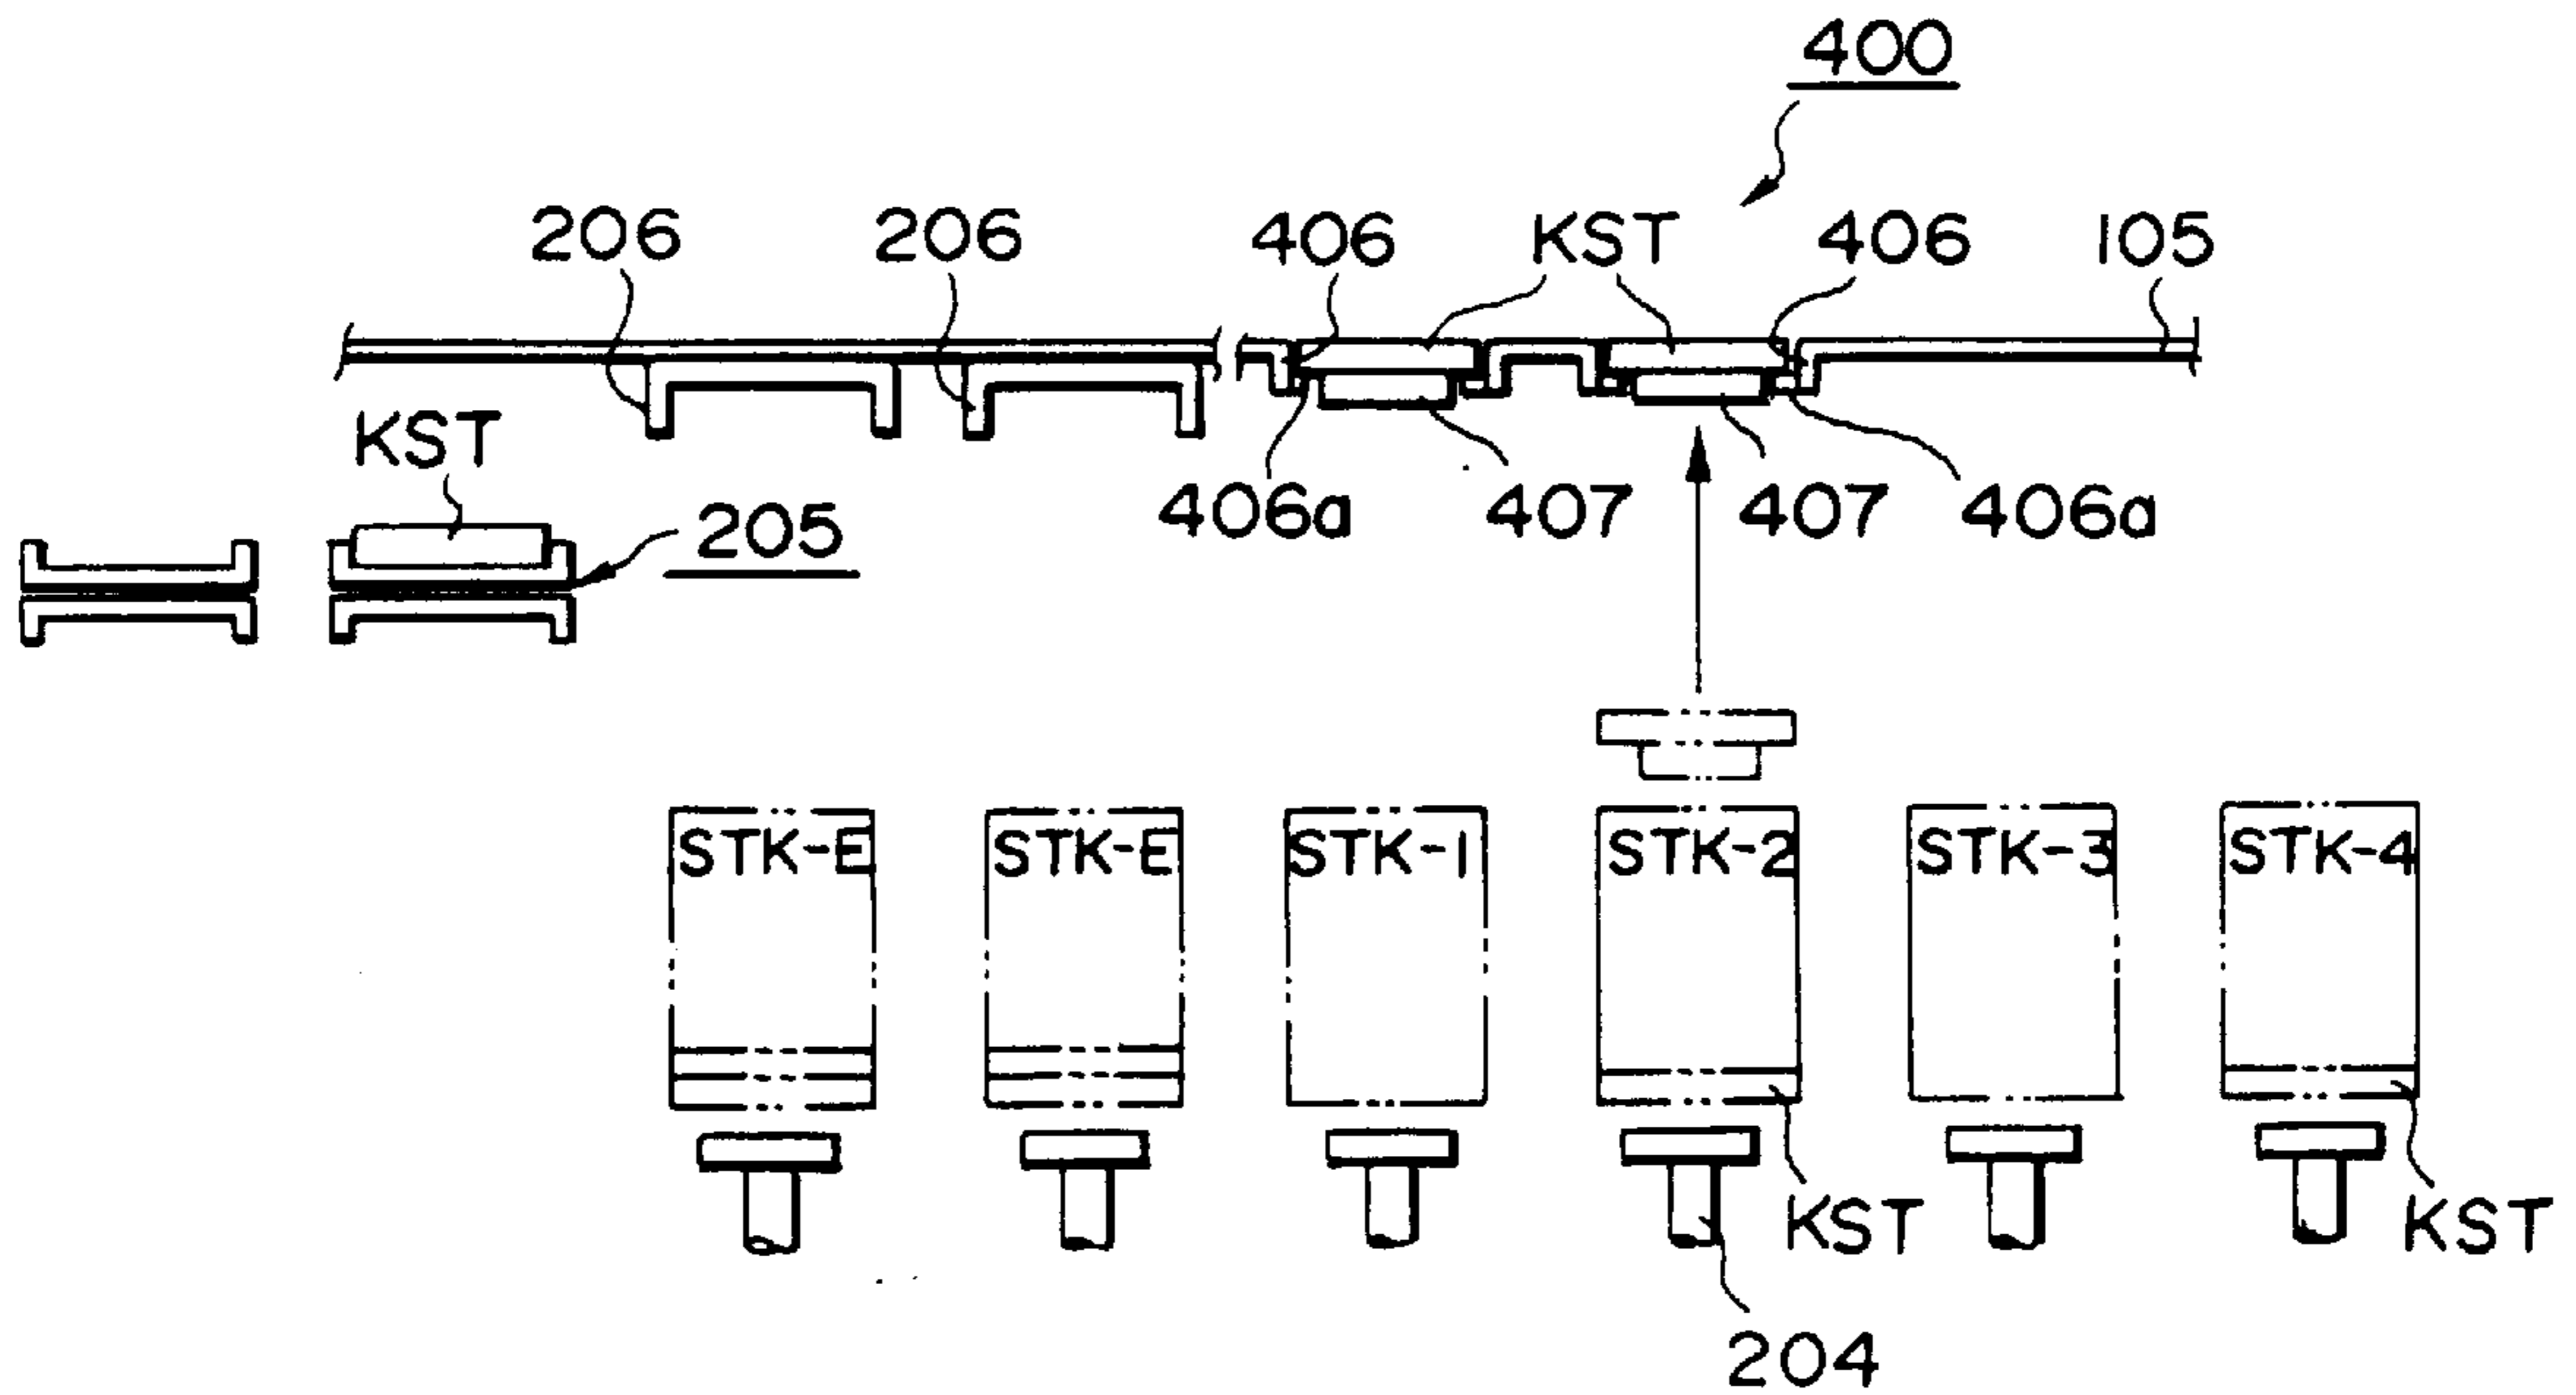 400
206 206 406 KST 406 105
KST
406a 407 407 406a
205
STK-E STK-E STK-1 STK-2 STK-3 STK-4
KST KST
204